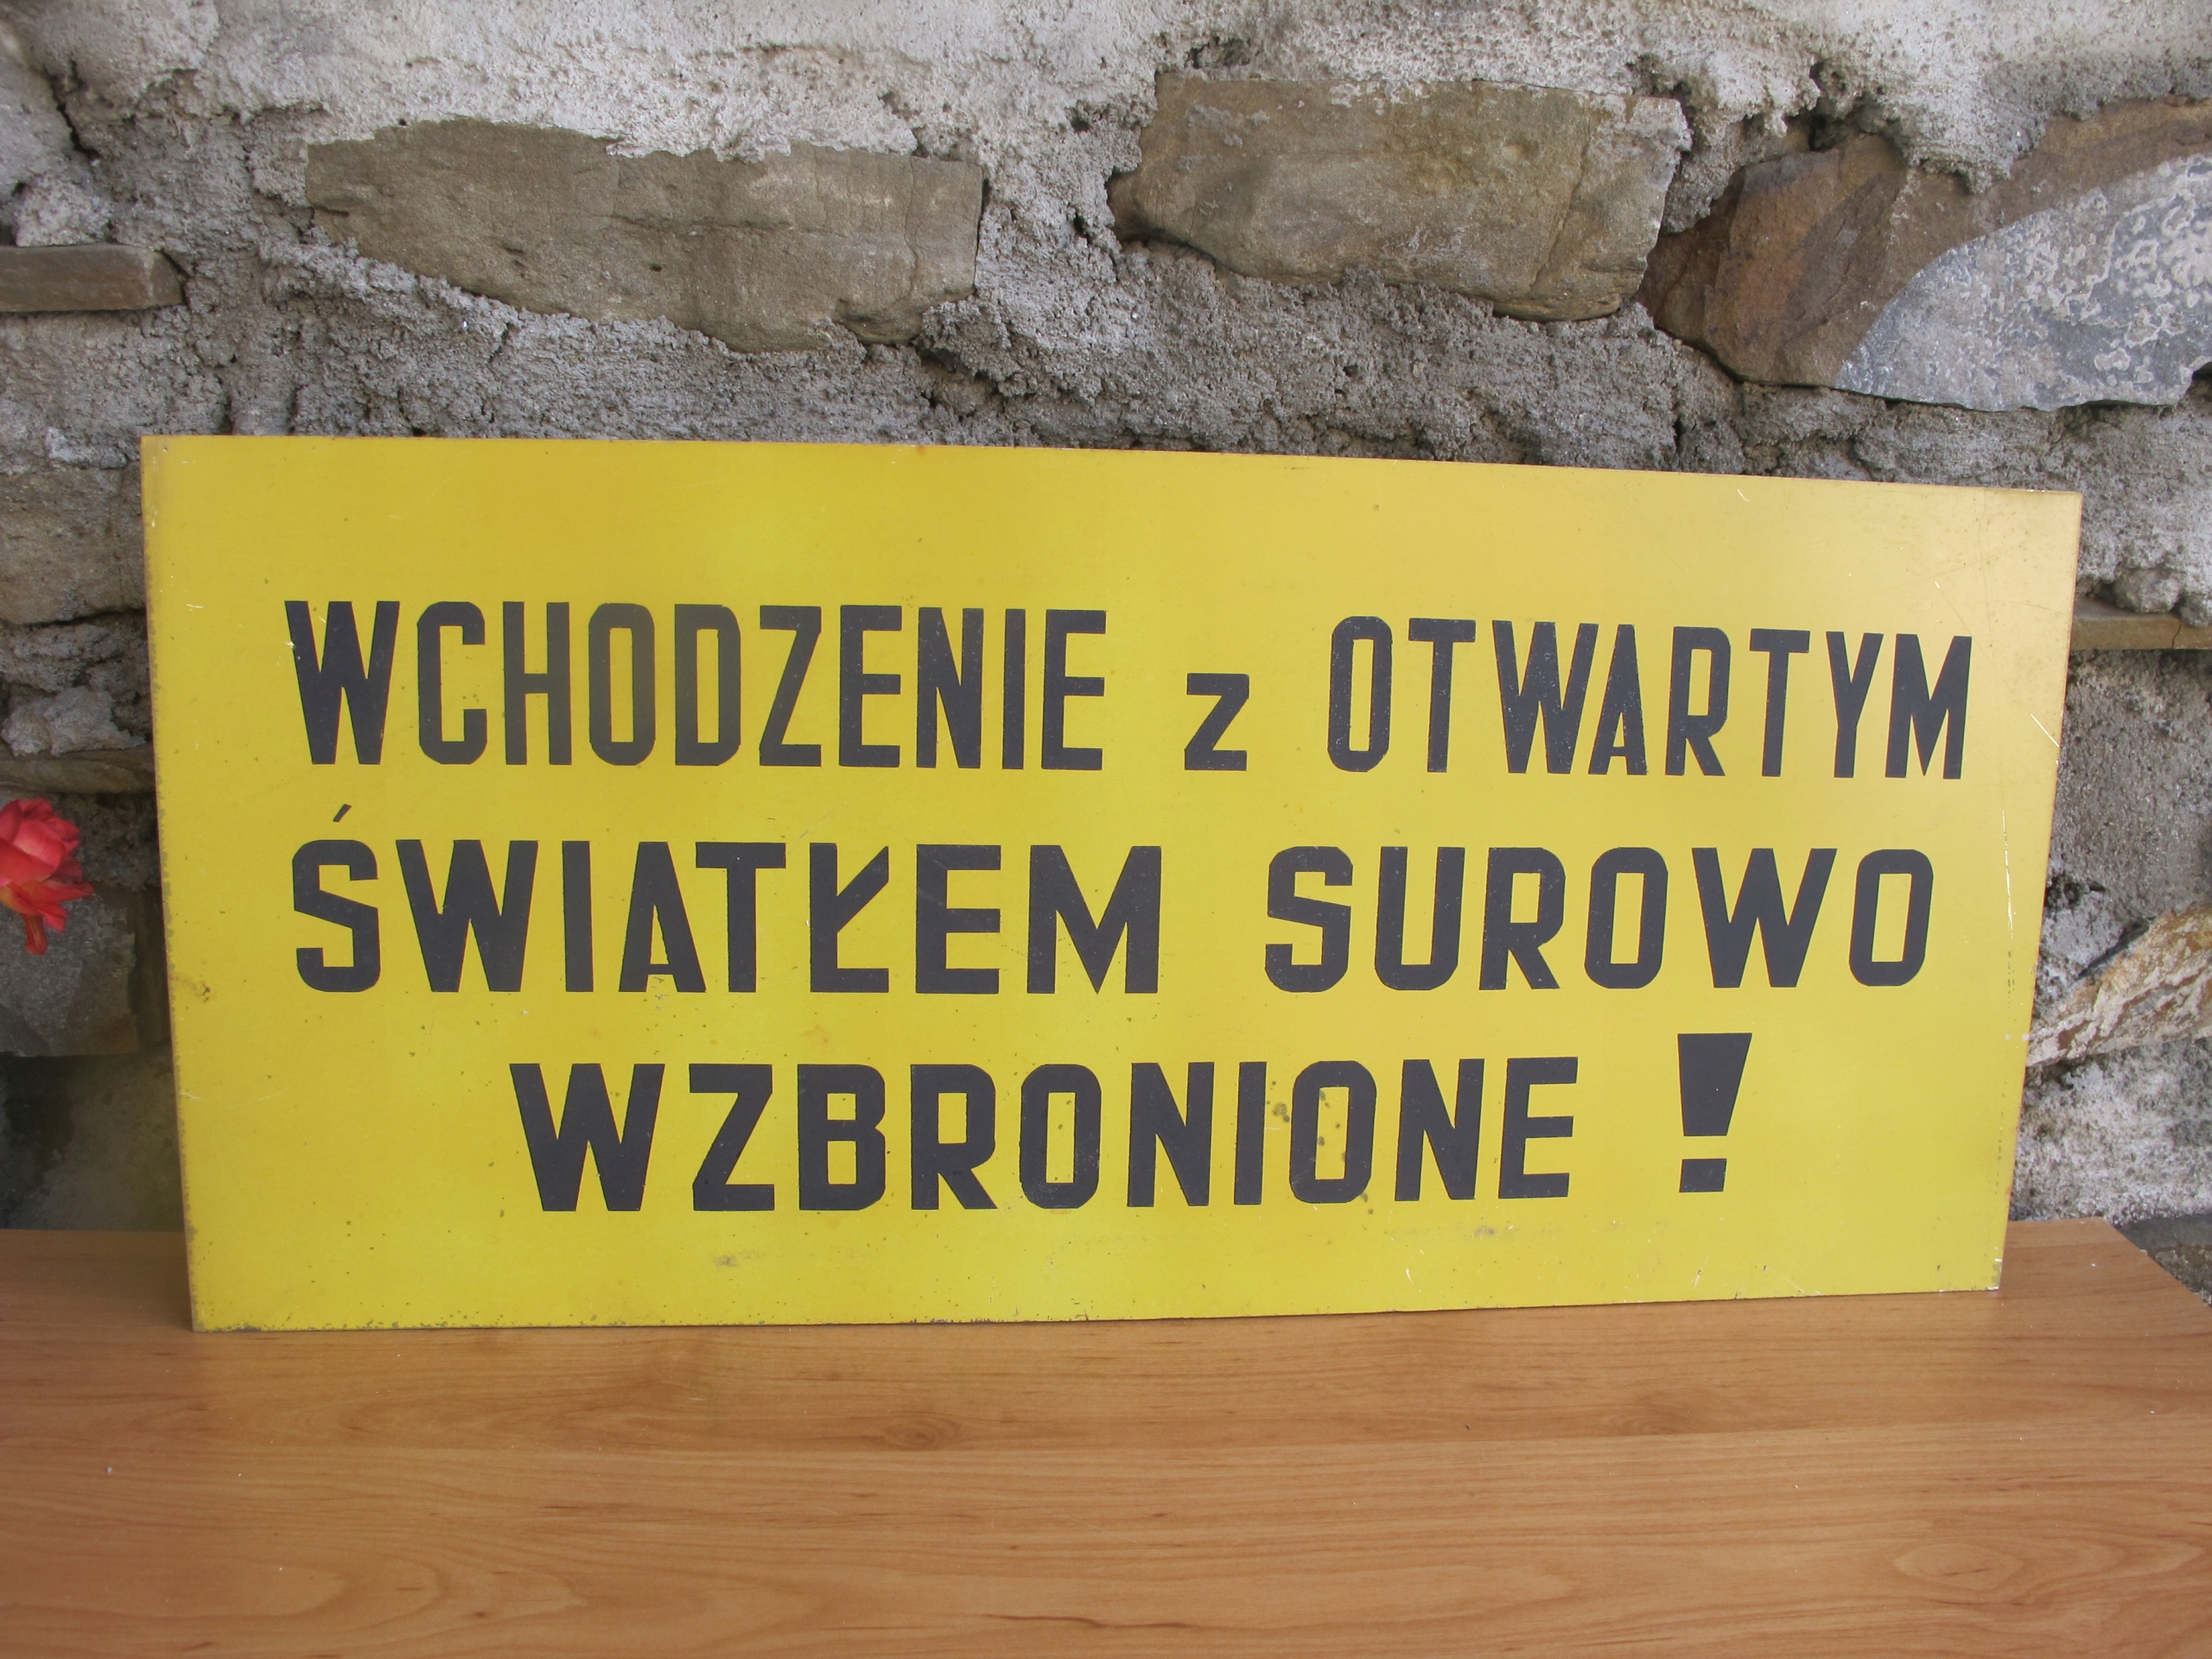 WCHODZENIE z OTWARTYM
ŚWIATŁEM SUROWO
WZBRONIONE !